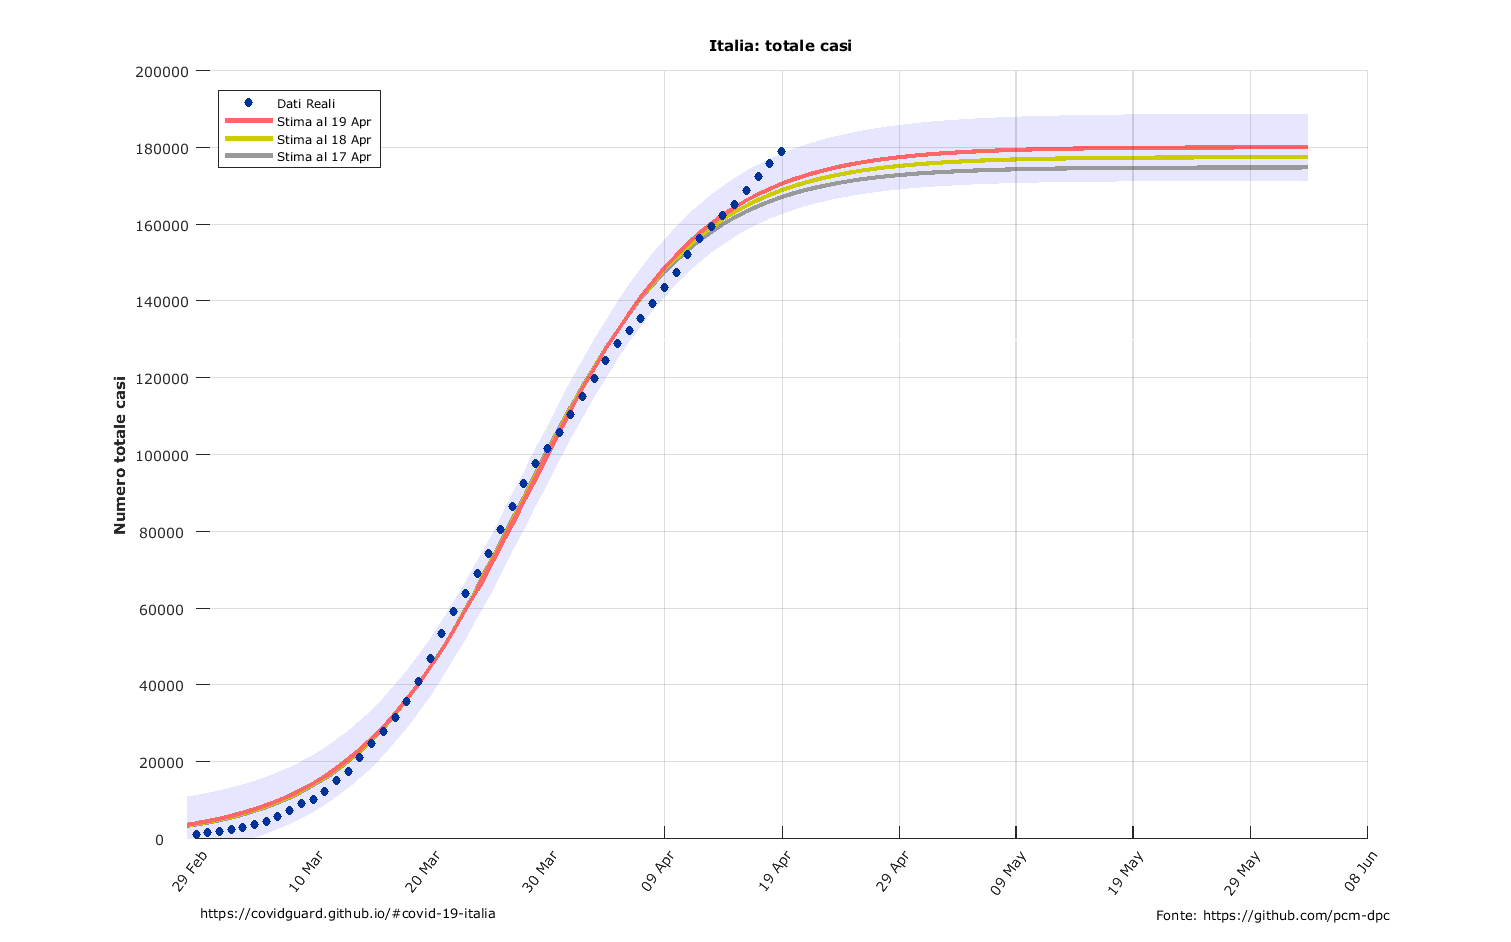 Italia: totale casi
200000
180000
160000
140000
120000
100000
80000
60000
40000
20000
0
Numero totale casi
Dati Reali
Stima al 19 Apr
Stima al 18 Apr
Stima al 17 Apr
29 Feb
10 Mar
20 Mar
30 Mar
09 Apr
19 Apr
29 Apr
09 May
19 May
29 May
08 Jun
https://covidguard.github.io/#covid-19-italia
Fonte: https://github.com/pcm-dpc